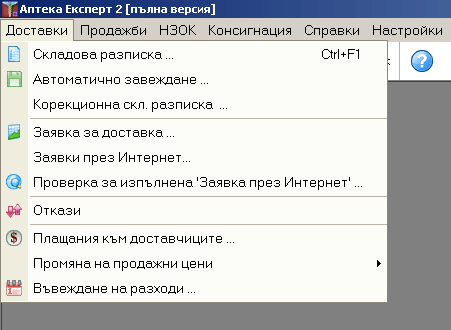 Аптека Експерт 2 [пълна версия]
Доставки Продажби НЗОК Консигнация Справки Настройки
Складова разписка ... Ctrl+F1
Автоматично завеждане ...
Корекционна скл. разписка ...
Заявка за доставка ...
Заявки през Интернет...
Проверка за изпълнена 'Заявка през Интернет' ...
Откази
Плащания към доставчиците ...
Промяна на продажни цени
Въвеждане на разходи ...